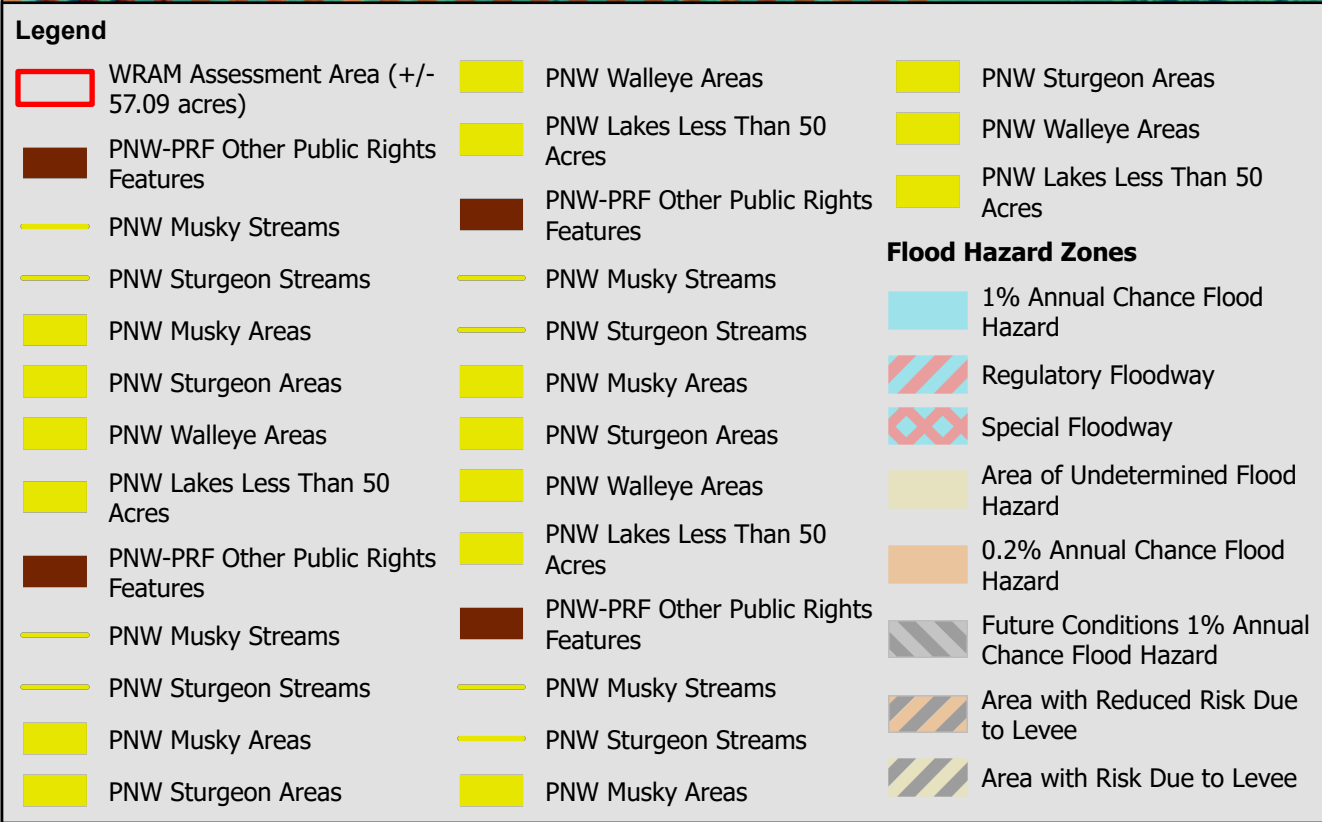 Legend
WRAM Assessment Area (+/-
57.09 acres)
PNW-PRF Other Public Rights
Features
PNW Musky Streams
PNW Sturgeon Streams
PNW Musky Areas
PNW Sturgeon Areas
PNW Walleye Areas
PNW Lakes Less Than 50
Acres
PNW-PRF Other Public Rights
Features
PNW Musky Streams
PNW Sturgeon Streams
PNW Musky Areas
PNW Sturgeon Areas
PNW Walleye Areas
PNW Lakes Less Than 50
Acres
PNW-PRF Other Public Rights
Features
PNW Musky Streams
PNW Sturgeon Streams
PNW Musky Areas
PNW Sturgeon Areas
PNW Walleye Areas
PNW Lakes Less Than 50
Acres
PNW-PRF Other Public Rights
Features
PNW Musky Streams
PNW Sturgeon Streams
PNW Musky Areas
PNW Sturgeon Areas
PNW Walleye Areas
PNW Lakes Less Than 50
Acres
Flood Hazard Zones
1% Annual Chance Flood
Hazard
Regulatory Floodway
Special Floodway
Area of Undetermined Flood
Hazard
0.2% Annual Chance Flood
Hazard
Future Conditions 1% Annual
Chance Flood Hazard
Area with Reduced Risk Due
to Levee
Area with Risk Due to Levee